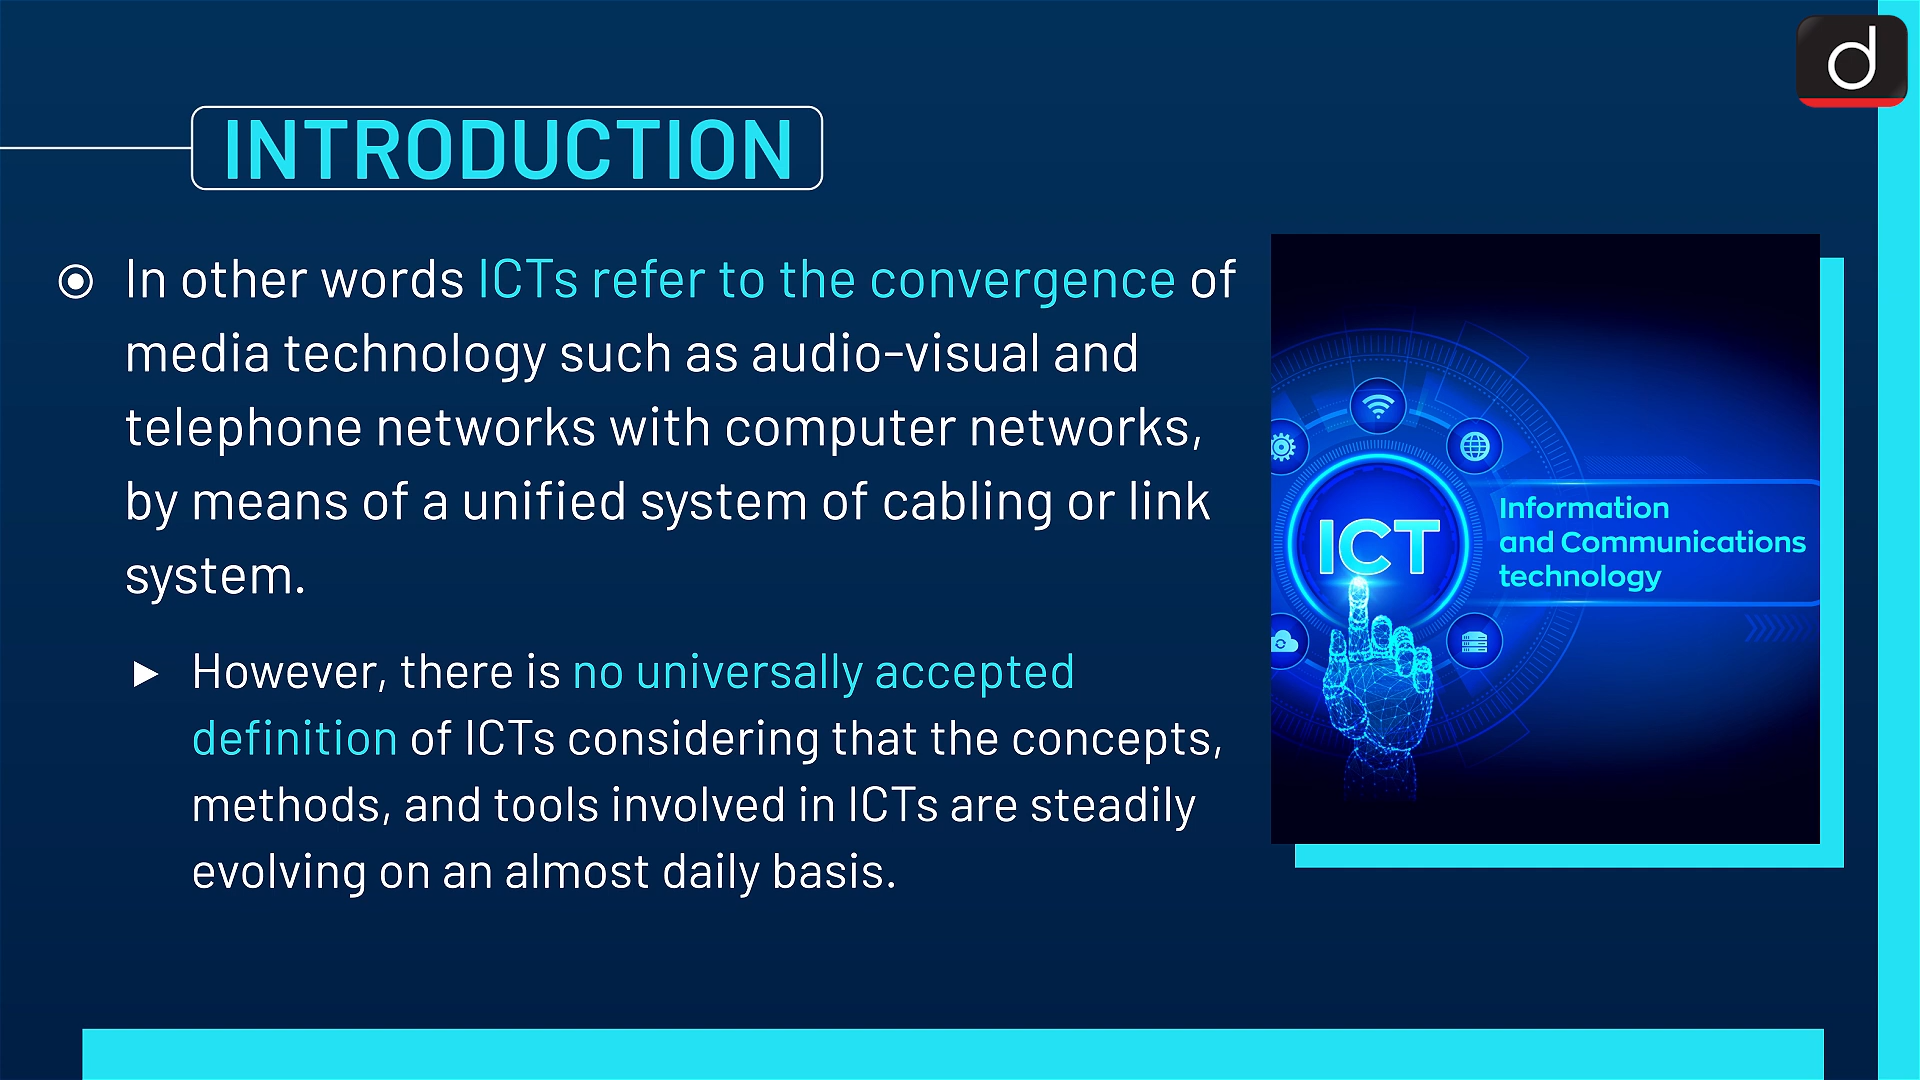 d
INTRODUCTION
In other words ICTs refer to the convergence of
media technology such as audio-visual and
telephone networks with computer networks,
by means of a unified system of cabling or link
system.
However, there is no universally accepted
definition of ICTs considering that the concepts,
methods, and tools involved in ICTs are steadily
evolving on an almost daily basis.
ICT
Information
and Communications
technology